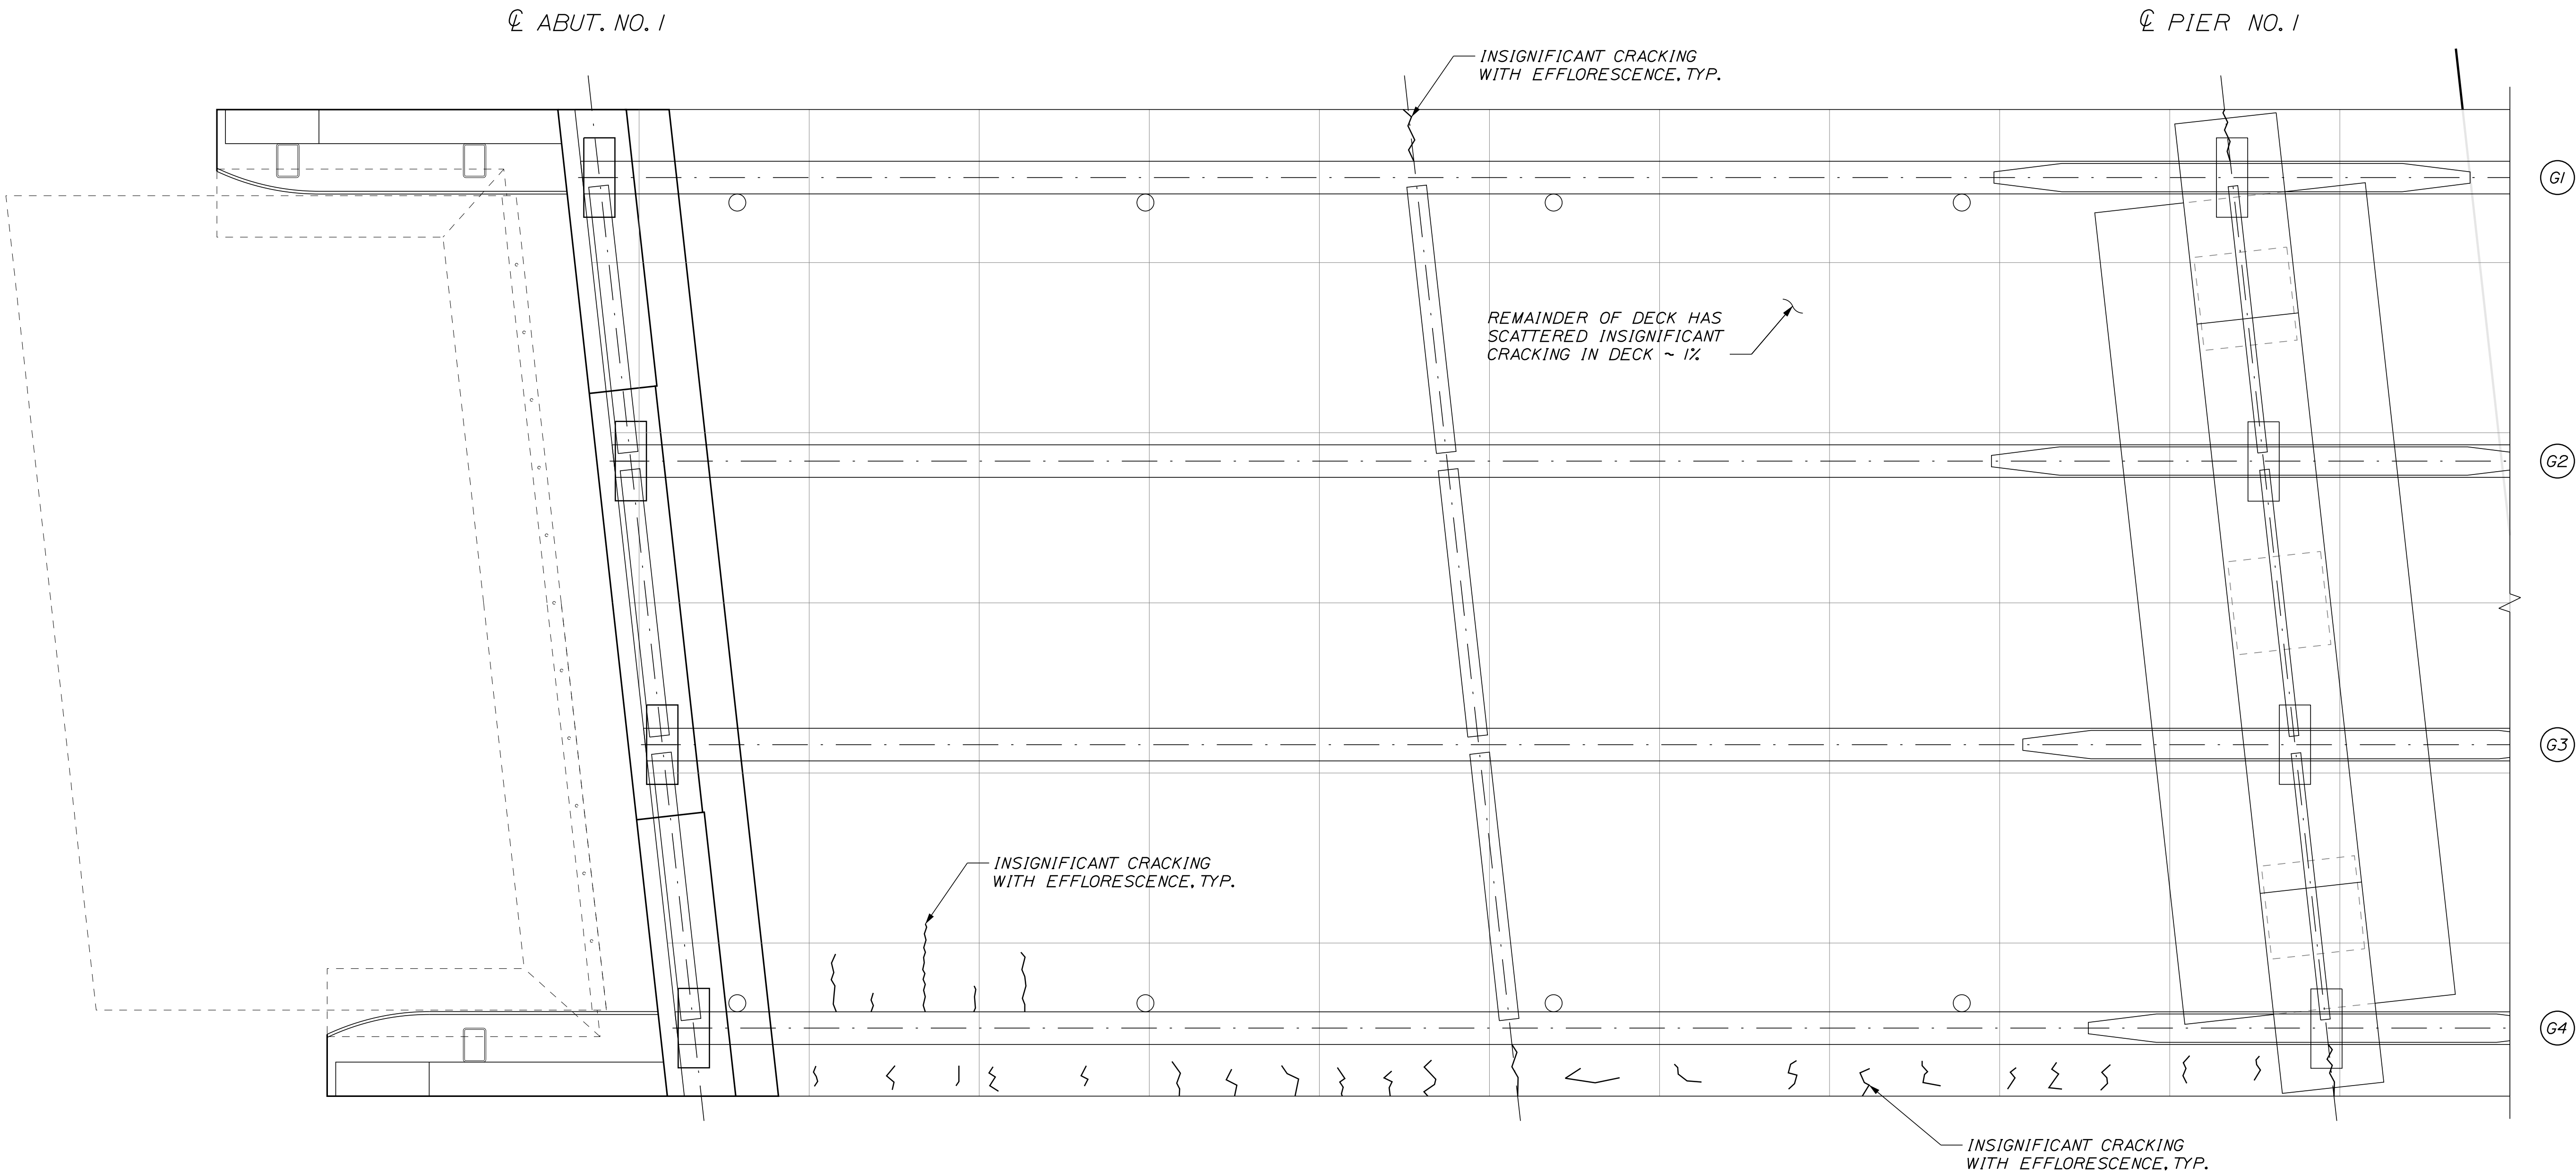 ℄ ABUT. NO. 1
℄ PIER NO. 1
INSIGNIFICANT CRACKING
WITH EFFLORESCENCE, TYP.
G1
REMAINDER OF DECK HAS
SCATTERED INSIGNIFICANT
CRACKING IN DECK ~ 1%
G2
G3
INSIGNIFICANT CRACKING
WITH EFFLORESCENCE, TYP.
G4
INSIGNIFICANT CRACKING
WITH EFFLORESCENCE, TYP.